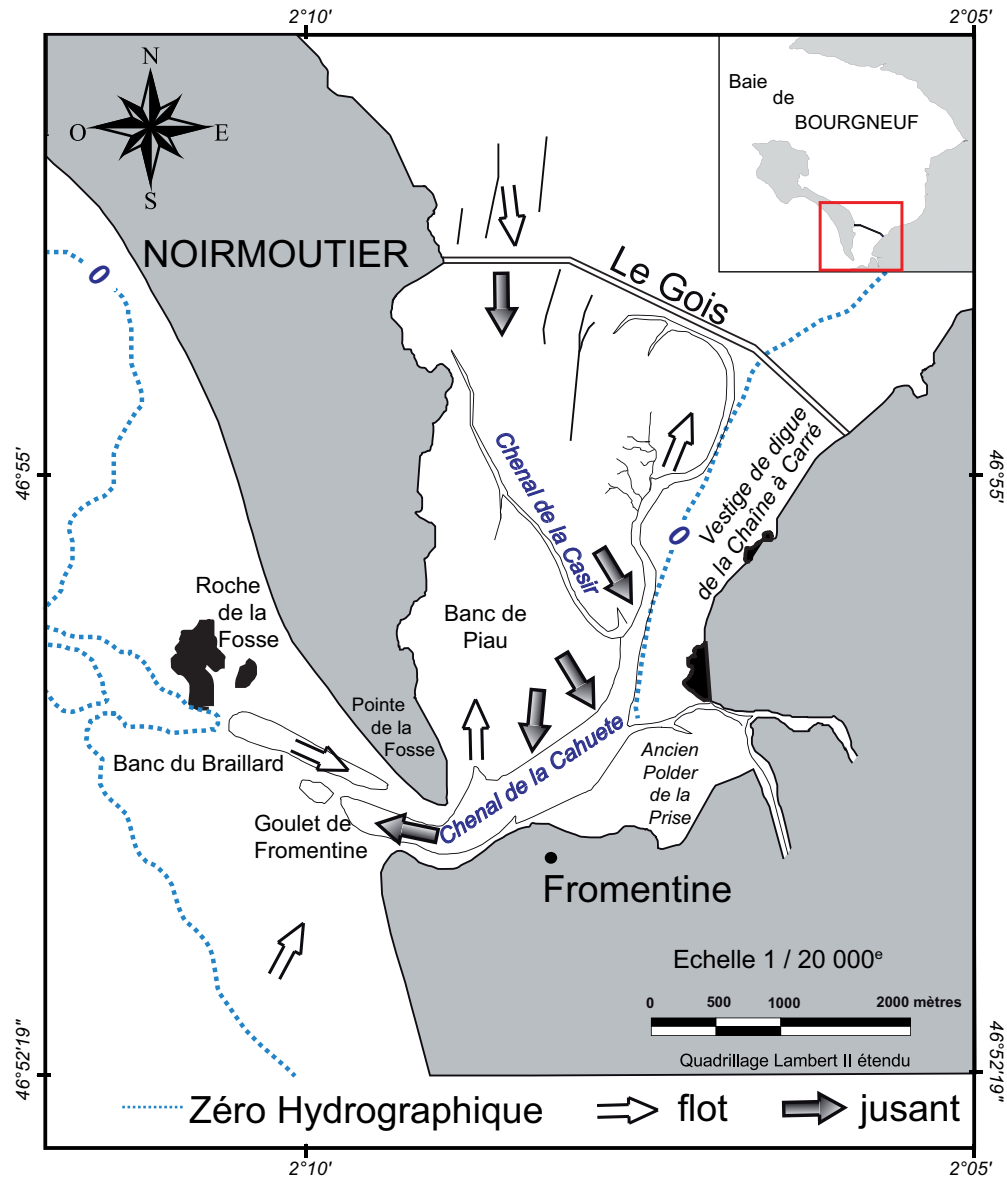 2°10'
2°05'
N
O
E
S
Baie
de
BOURGNEUF
NOIRMOUTIER
Le Gois
0
46°55'
46°55'
Chenal de la Casir
0
Vestige de digue
de la Chaîne à Carré
Roche
de la
Fosse
Banc de
Piau
Pointe
de la
Fosse
Banc du Braillard
Chenal de la Cahuete
Ancien
Polder
de la
Prise
Goulet de
Fromentine
Fromentine
Echelle 1 / 20 000e
0 500 1000 2000 mètres
Quadrillage Lambert II étendu
46°52'19"
46°52'19"
Zéro Hydrographique
flot
jusant
2°10'
2°05'